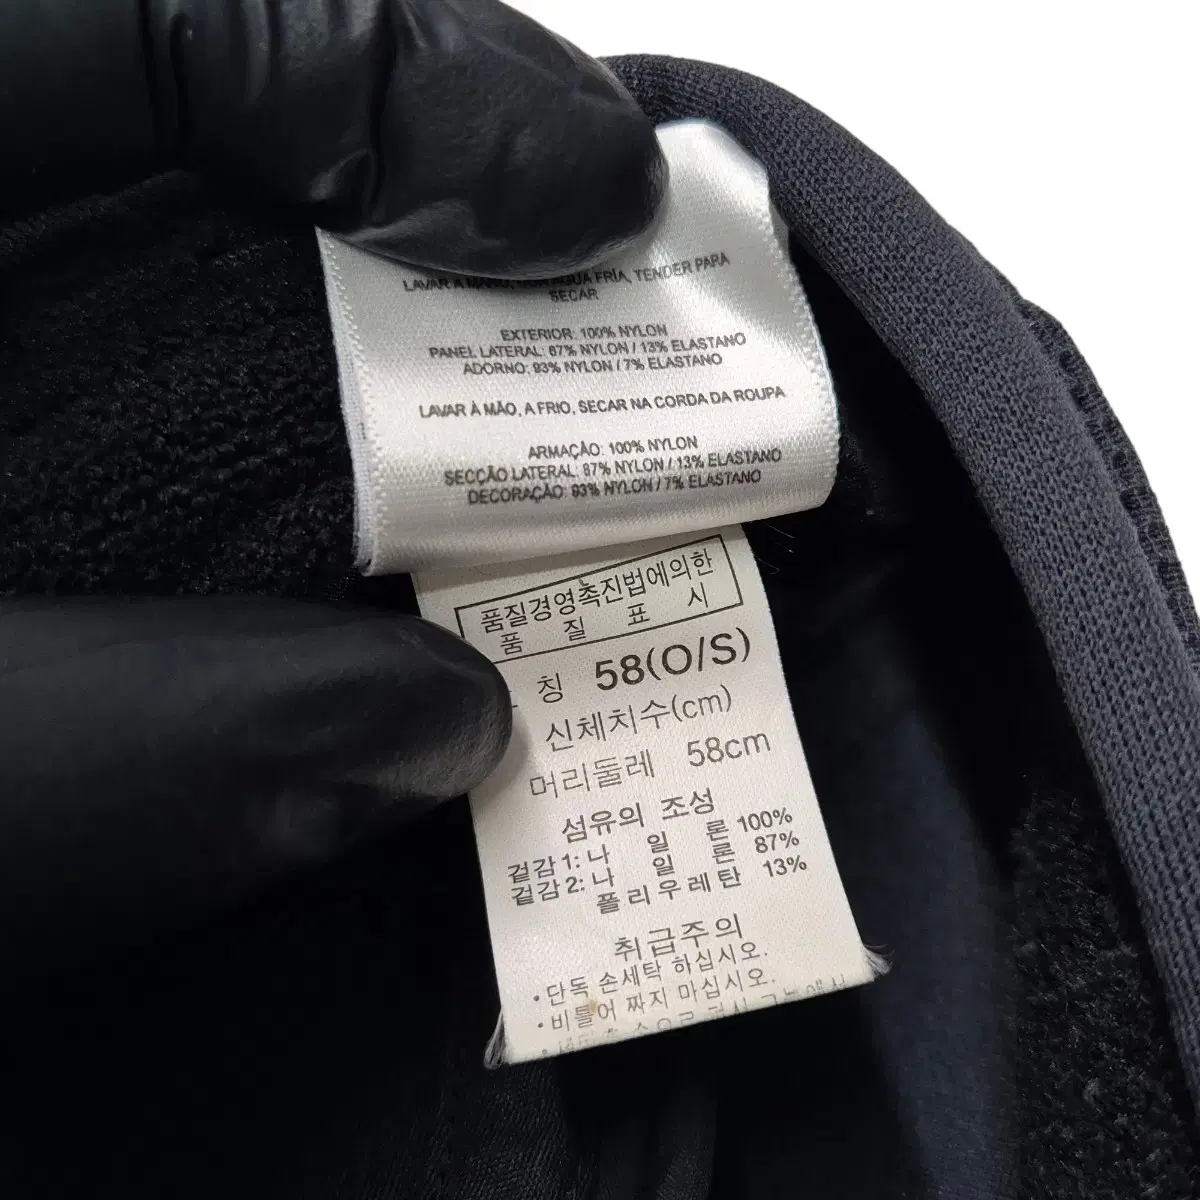 LAVAR A MANO, CON AGUA FRÍA, TENDER PARA
SECAR
EXTERIOR: 100% NYLON
PANEL LATERAL: 87% NYLON / 13% ELASTANO
ADORNO: 93% NYLON / 7% ELASTANO
LAVAR À MÃO, A FRIO, SECAR NA CORDA DA ROUPA
ARMAÇÃO: 100% NYLON
SECÇÃO LATERAL: 87% NYLON / 13% ELASTANO
DECORAÇÃO: 93% NYLON / 7% ELASTANO
품질경영촉진법에의한
품 질 표 시
칭 58(O/S)
신체치수(cm)
머리둘레 58cm
섬유의 조성
겉감 1: 나 일 론 100%
겉감 2: 나 일 론 87%
폴리우레탄 13%
취급주의
• 단독 손세탁 하십시오.
• 비틀어 짜지 마십시오.